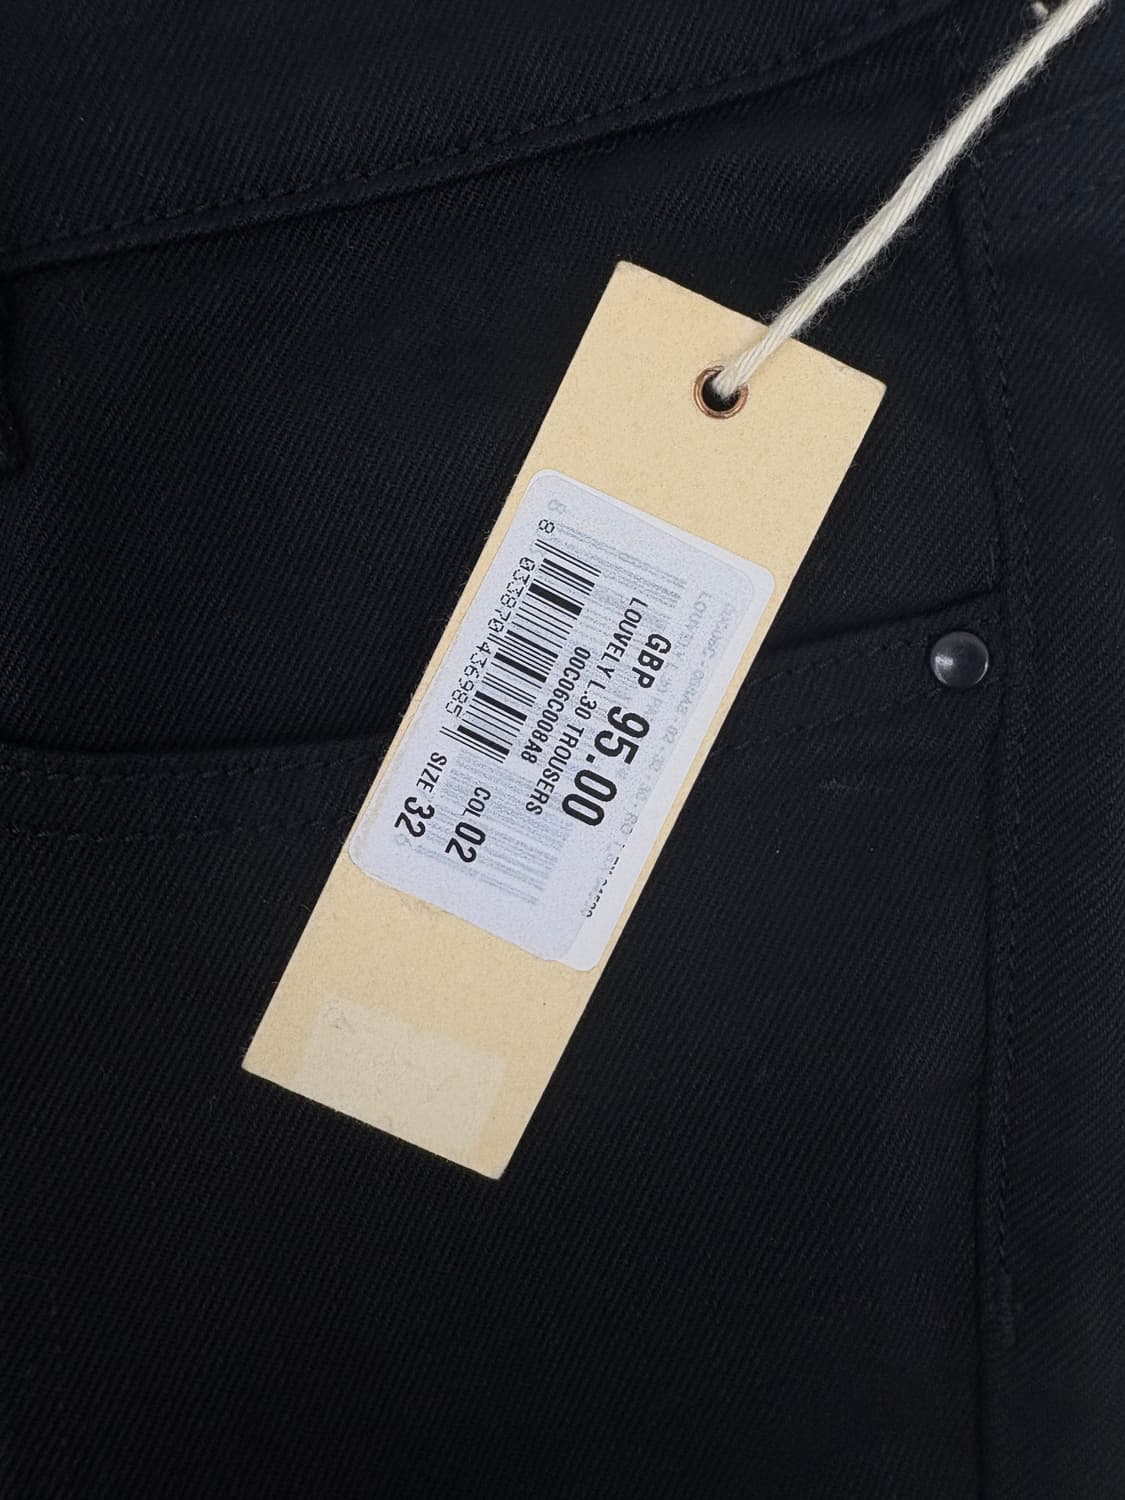 GBP 95.00
LOUVELY L.30 TROUSERS
00C06C008A8
COL 02
SIZE 32
8 033870 436985